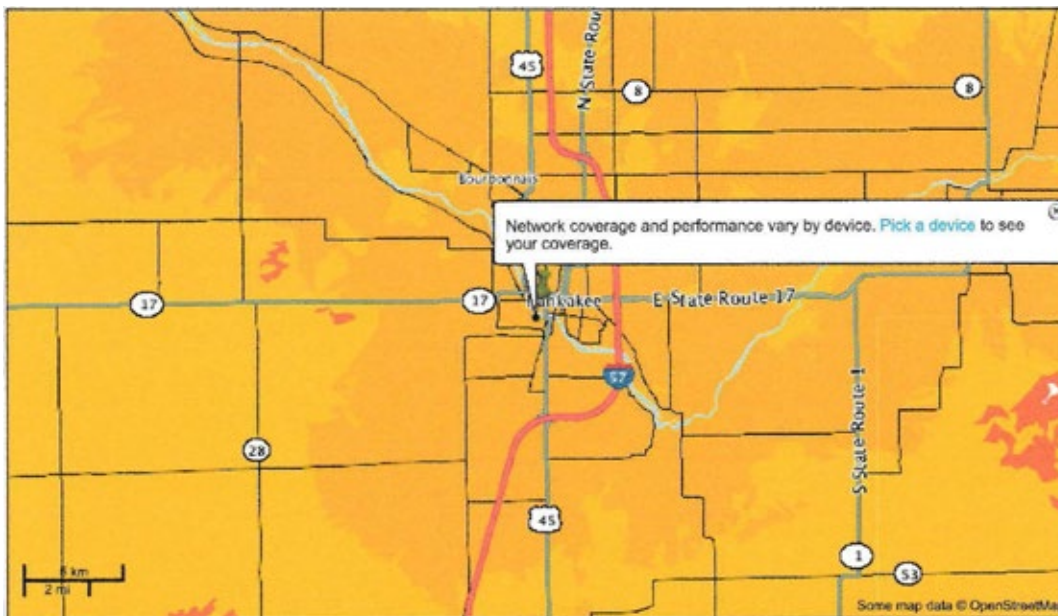 45
N State Rou
8
8
Bourbonnais
Network coverage and performance vary by device. Pick a device to see
your coverage.
17
17
Kankakee
E State Route 17
57
28
S State Route 1
45
1
53
5 km
2 mi
Some map data © OpenStreetMa